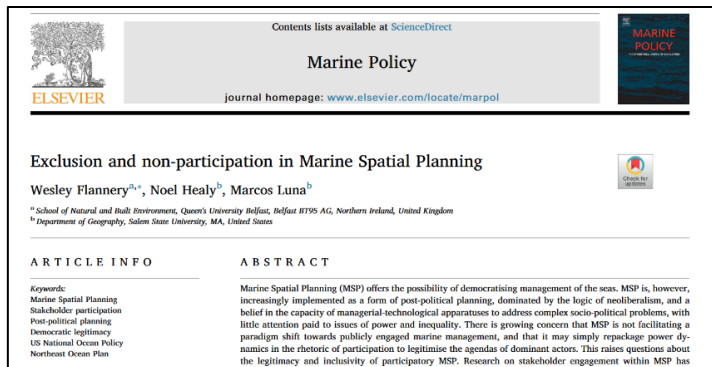 Contents lists available at ScienceDirect
Marine Policy
journal homepage: www.elsevier.com/locate/marpol
ELSEVIER
MARINE
POLICY
Exclusion and non-participation in Marine Spatial Planning
Wesley Flannerya,*, Noel Healyb, Marcos Lunab
Check for
updates
a School of Natural and Built Environment, Queen's University Belfast, Belfast BT95 AG, Northern Ireland, United Kingdom
b Department of Geography, Salem State University, MA, United States
ARTICLE INFO
Keywords:
Marine Spatial Planning
Stakeholder participation
Post-political planning
Democratic legitimacy
US National Ocean Policy
Northeast Ocean Plan
ABSTRACT
Marine Spatial Planning (MSP) offers the possibility of democratising management of the seas. MSP is, however,
increasingly implemented as a form of post-political planning, dominated by the logic of neoliberalism, and a
belief in the capacity of managerial-technological apparatuses to address complex socio-political problems, with
little attention paid to issues of power and inequality. There is growing concern that MSP is not facilitating a
paradigm shift towards publicly engaged marine management, and that it may simply repackage power dy-
namics in the rhetoric of participation to legitimise the agendas of dominant actors. This raises questions about
the legitimacy and inclusivity of participatory MSP. Research on stakeholder engagement within MSP has